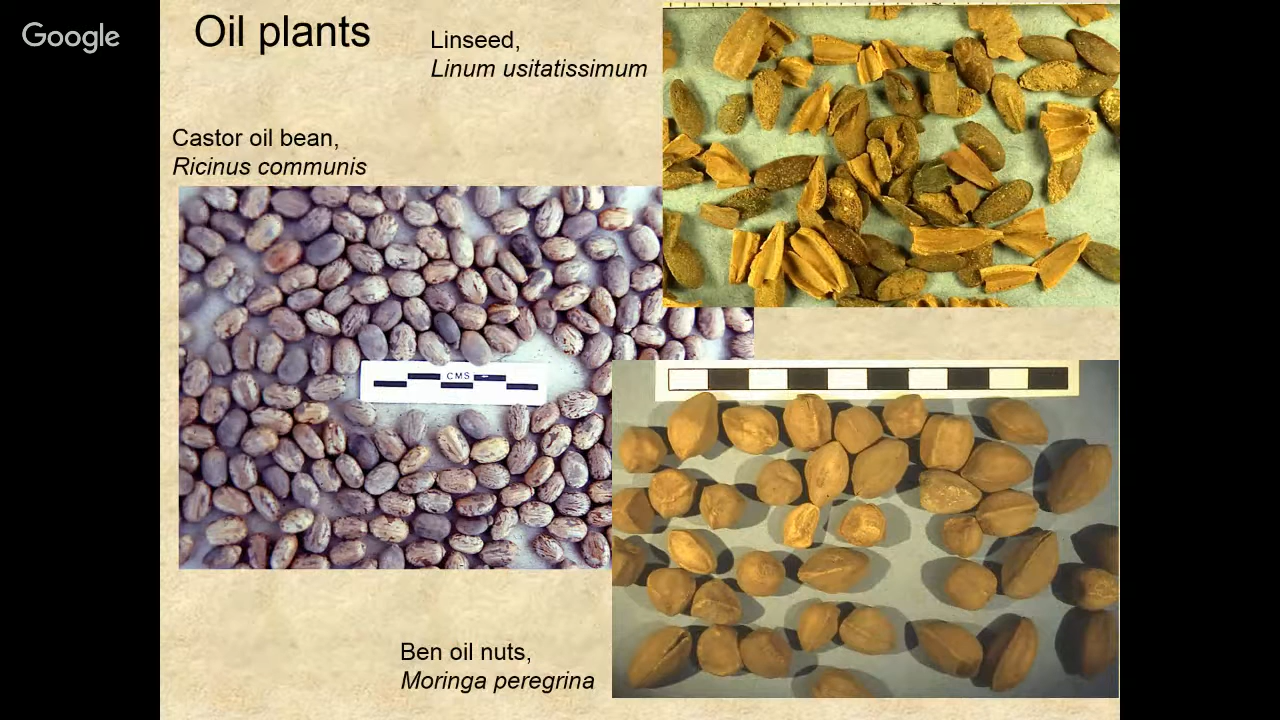 Google
Oil plants
Linseed,
Linum usitatissimum
Castor oil bean,
Ricinus communis
CMS
Ben oil nuts,
Moringa peregrina